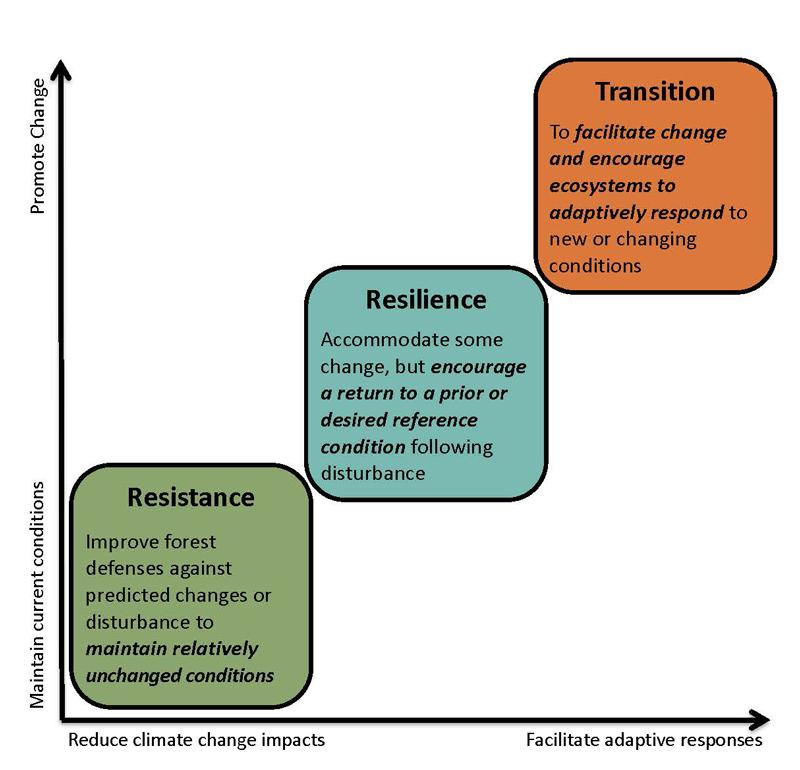 Promote Change
Maintain current conditions
Transition
To facilitate change
and encourage
ecosystems to
adaptively respond to
new or changing
conditions
Resilience
Accommodate some
change, but encourage
a return to a prior or
desired reference
condition following
disturbance
Resistance
Improve forest
defenses against
predicted changes or
disturbance to
maintain relatively
unchanged conditions
Reduce climate change impacts
Facilitate adaptive responses